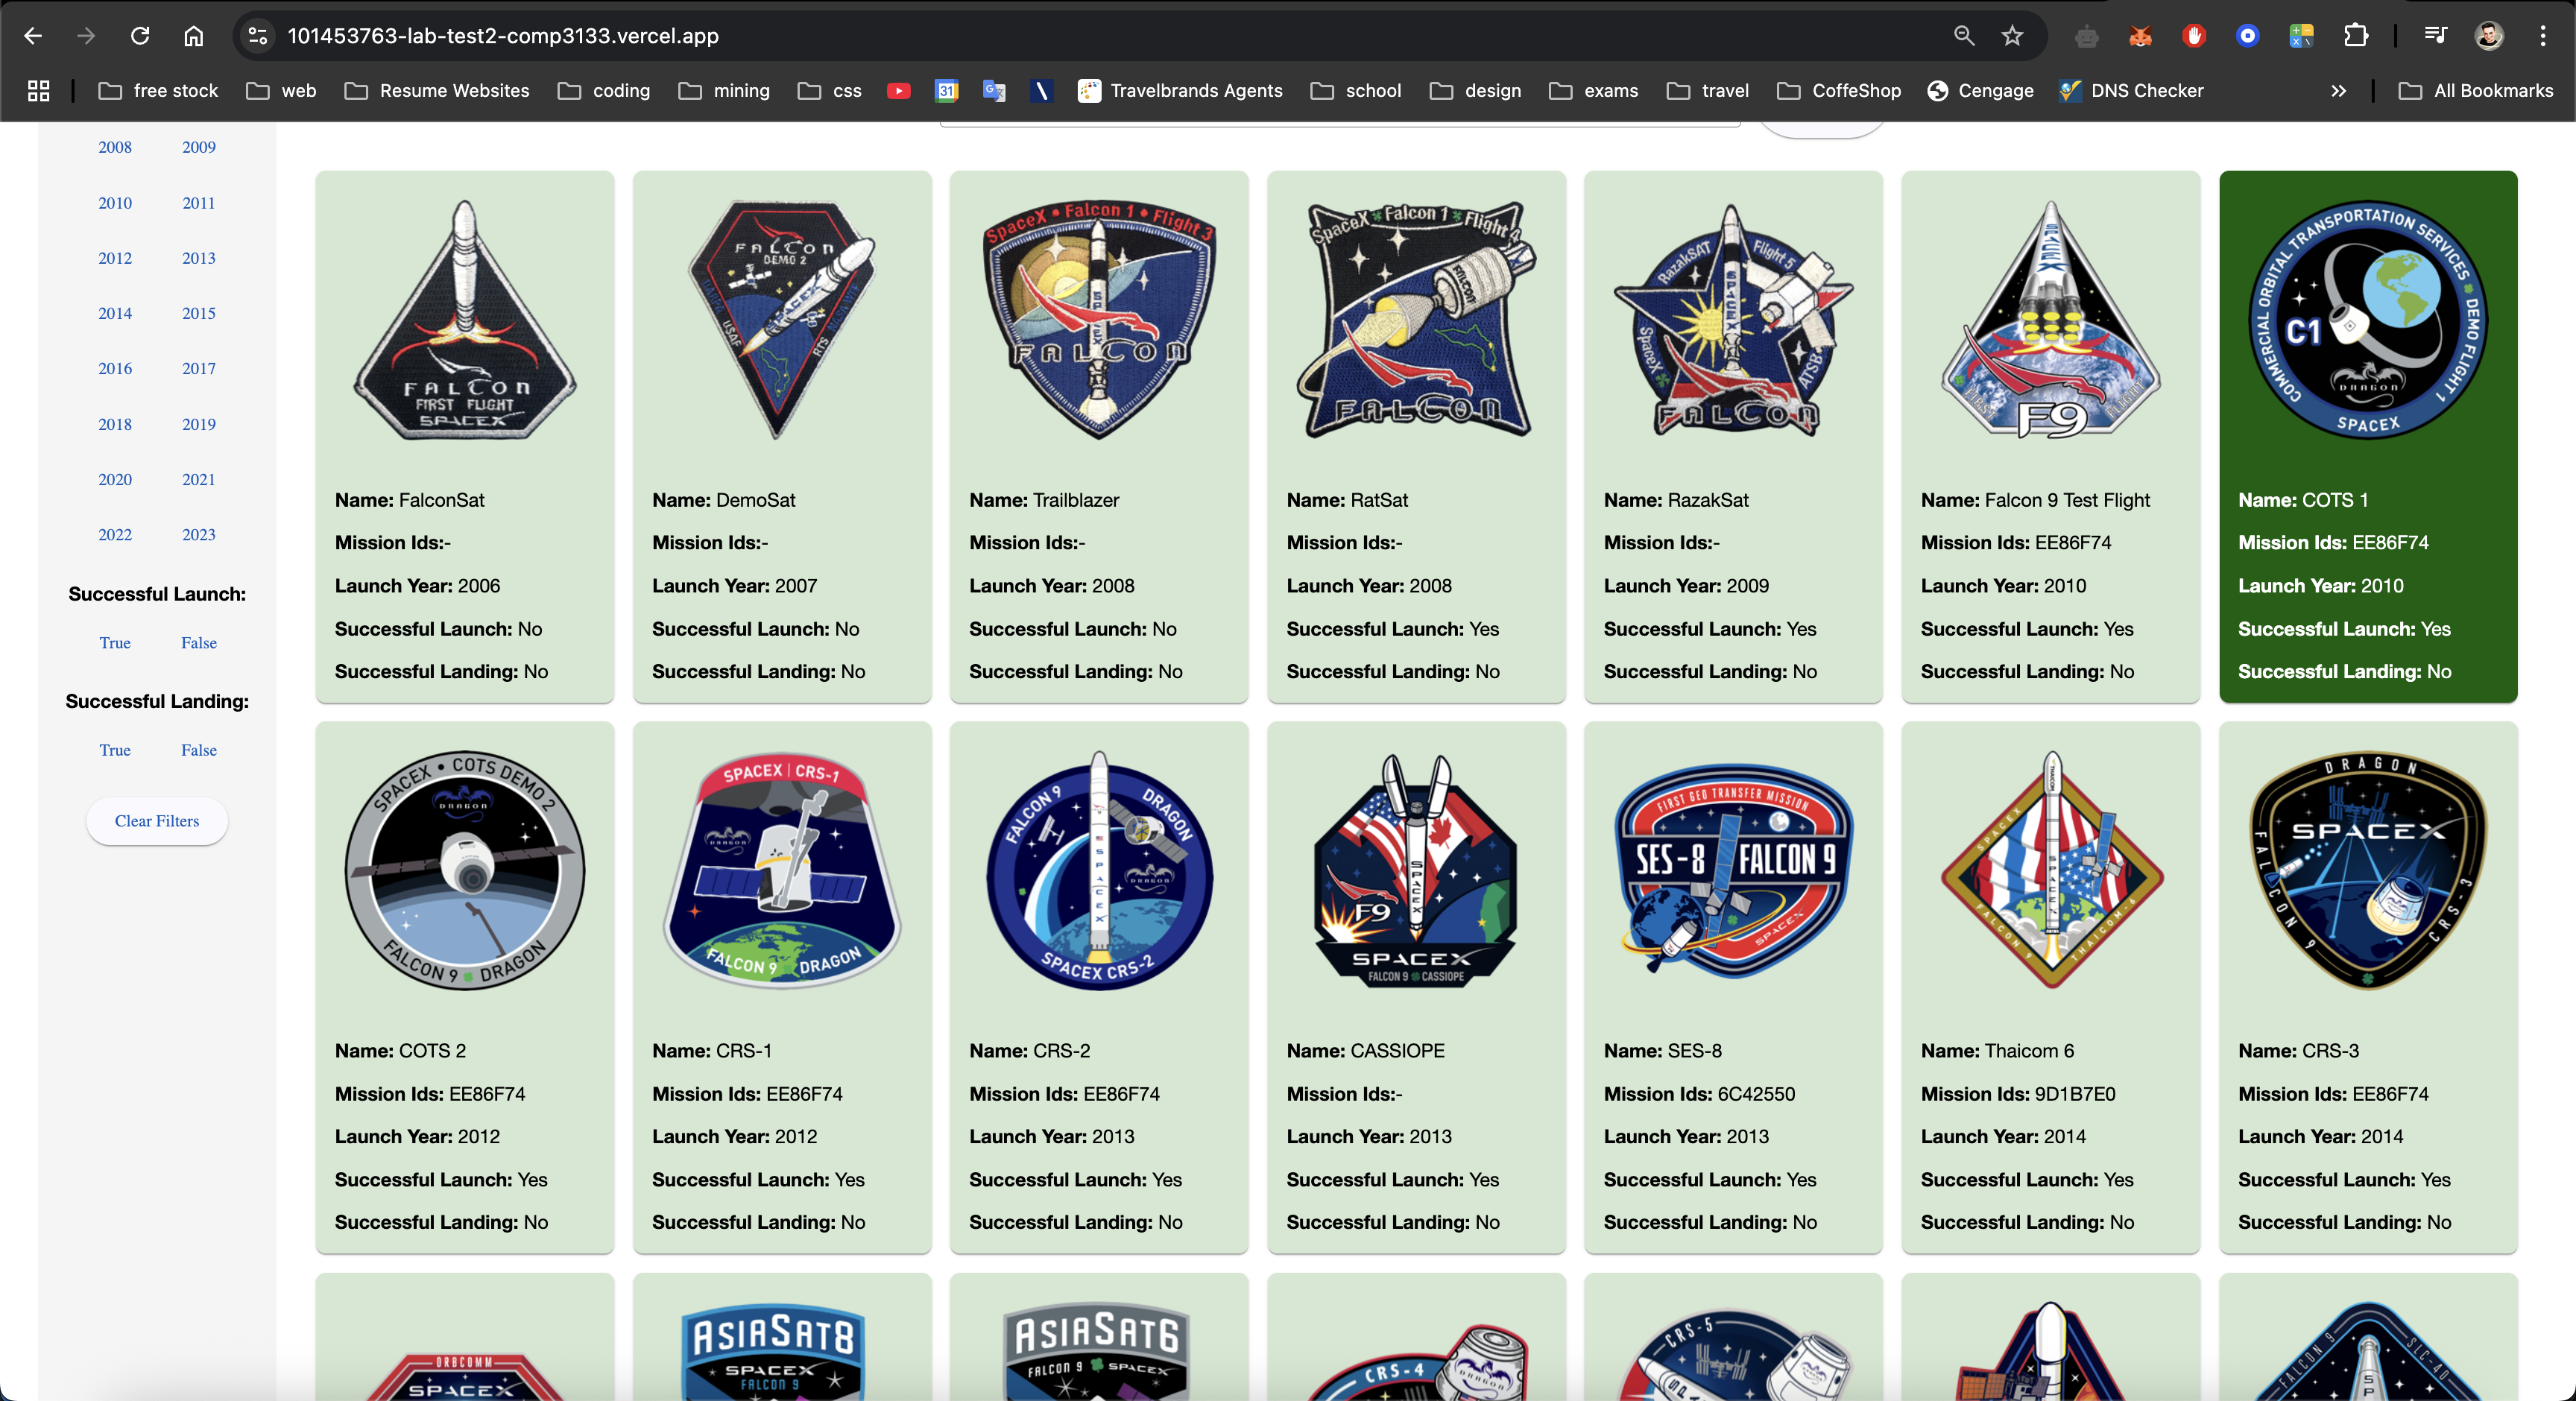 101453763-lab-test2-comp3133.vercel.app
free stock web Resume Websites coding mining css 31 Travelbrands Agents school design exams travel CoffeShop Cengage DNS Checker » All Bookmarks
2008 2009
2010 2011
2012 2013
2014 2015
2016 2017
2018 2019
2020 2021
2022 2023
Successful Launch:
True False
Successful Landing:
True False
Clear Filters
FALCON
FIRST FLIGHT
SPACEX
Name: FalconSat
Mission Ids:-
Launch Year: 2006
Successful Launch: No
Successful Landing: No
FALCON
DEMO 2
USAF
RTS
Name: DemoSat
Mission Ids:-
Launch Year: 2007
Successful Launch: No
Successful Landing: No
SpaceX • Falcon 1 • Flight 3
FALCON
Name: Trailblazer
Mission Ids:-
Launch Year: 2008
Successful Launch: No
Successful Landing: No
SpaceX Falcon 1 Flight 4
FALCON
FALCON
Name: RatSat
Mission Ids:-
Launch Year: 2008
Successful Launch: Yes
Successful Landing: No
RazakSAT Flight 5
SPACEX
SpaceX ATSB
FALCON
Name: RazakSat
Mission Ids:-
Launch Year: 2009
Successful Launch: Yes
Successful Landing: No
SPACEX
FIRST FLIGHT
F9
Name: Falcon 9 Test Flight
Mission Ids: EE86F74
Launch Year: 2010
Successful Launch: Yes
Successful Landing: No
COMMERCIAL ORBITAL TRANSPORTATION SERVICES DEMO FLIGHT 1
C1
DRAGON
SPACEX
Name: COTS 1
Mission Ids: EE86F74
Launch Year: 2010
Successful Launch: Yes
Successful Landing: No
SPACEX • COTS DEMO 2
DRAGON
FALCON 9 DRAGON
Name: COTS 2
Mission Ids: EE86F74
Launch Year: 2012
Successful Launch: Yes
Successful Landing: No
SPACEX | CRS-1
DRAGON
FALCON 9 DRAGON
Name: CRS-1
Mission Ids: EE86F74
Launch Year: 2012
Successful Launch: Yes
Successful Landing: No
FALCON 9 DRAGON
SPACEX
DRAGON
SPACEX CRS-2
Name: CRS-2
Mission Ids: EE86F74
Launch Year: 2013
Successful Launch: Yes
Successful Landing: No
SPACEX
F9
SPACEX
FALCON 9 CASSIOPE
Name: CASSIOPE
Mission Ids:-
Launch Year: 2013
Successful Launch: Yes
Successful Landing: No
FIRST GEO TRANSFER MISSION
SES-8 FALCON 9
SPACEX
Name: SES-8
Mission Ids: 6C42550
Launch Year: 2013
Successful Launch: Yes
Successful Landing: No
THAICOM
SPACEX
SPACEX
FALCON 9 THAICOM-6
Name: Thaicom 6
Mission Ids: 9D1B7E0
Launch Year: 2014
Successful Launch: Yes
Successful Landing: No
DRAGON
SPACEX
FALCON 9 CRS-3
Name: CRS-3
Mission Ids: EE86F74
Launch Year: 2014
Successful Launch: Yes
Successful Landing: No
ORBCOMM
SPACEX
ASIASAT8
SPACEX
FALCON 9
ASIASAT6
FALCON 9 SPACEX
CRS-4
DRAGON
CRS-5
FALCON 9 SLC-40
SP